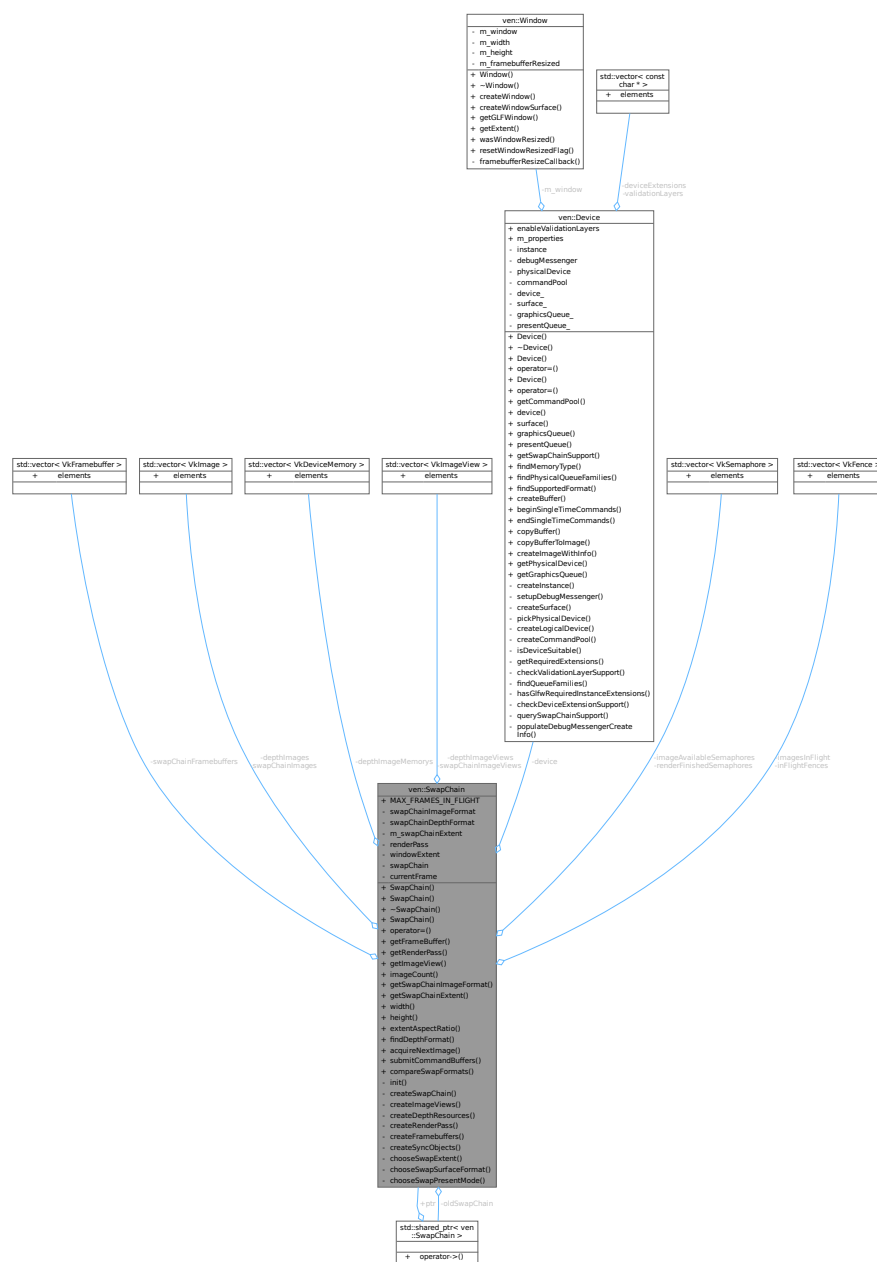 ven::Window
- m_window
- m_width
- m_height
- m_framebufferResized
+ Window()
+ ~Window()
+ createWindow()
+ createWindowSurface()
+ getGLFWindow()
+ getExtent()
+ wasWindowResized()
+ resetWindowResizedFlag()
- framebufferResizeCallback()
std::vector< const
char * >
+ elements
-m_window
-deviceExtensions
-validationLayers
ven::Device
+ enableValidationLayers
+ m_properties
- instance
- debugMessenger
- physicalDevice
- commandPool
- device_
- surface_
- graphicsQueue_
- presentQueue_
+ Device()
+ ~Device()
+ Device()
+ operator=()
+ Device()
+ operator=()
+ getCommandPool()
+ device()
+ surface()
+ graphicsQueue()
+ presentQueue()
+ getSwapChainSupport()
+ findMemoryType()
+ findPhysicalQueueFamilies()
+ findSupportedFormat()
+ createBuffer()
+ beginSingleTimeCommands()
+ endSingleTimeCommands()
+ copyBuffer()
+ copyBufferToImage()
+ createImageWithInfo()
+ getPhysicalDevice()
+ getGraphicsQueue()
- createInstance()
- setupDebugMessenger()
- createSurface()
- pickPhysicalDevice()
- createLogicalDevice()
- createCommandPool()
- isDeviceSuitable()
- getRequiredExtensions()
- checkValidationLayerSupport()
- findQueueFamilies()
- hasGlfwRequiredInstanceExtensions()
- checkDeviceExtensionSupport()
- querySwapChainSupport()
- populateDebugMessengerCreate
Info()
std::vector< VkFramebuffer >
+ elements
std::vector< VkImage >
+ elements
std::vector< VkDeviceMemory >
+ elements
std::vector< VkImageView >
+ elements
std::vector< VkSemaphore >
+ elements
std::vector< VkFence >
+ elements
-swapChainFramebuffers
-depthImages
-swapChainImages
-depthImageMemorys
-depthImageViews
-swapChainImageViews
-device
-imageAvailableSemaphores
-renderFinishedSemaphores
-imagesInFlight
-inFlightFences
ven::SwapChain
+ MAX_FRAMES_IN_FLIGHT
- swapChainImageFormat
- swapChainDepthFormat
- m_swapChainExtent
- renderPass
- windowExtent
- swapChain
- currentFrame
+ SwapChain()
+ SwapChain()
+ ~SwapChain()
+ SwapChain()
+ operator=()
+ getFrameBuffer()
+ getRenderPass()
+ getImageView()
+ imageCount()
+ getSwapChainImageFormat()
+ getSwapChainExtent()
+ width()
+ height()
+ extentAspectRatio()
+ findDepthFormat()
+ acquireNextImage()
+ submitCommandBuffers()
+ compareSwapFormats()
- init()
- createSwapChain()
- createImageViews()
- createDepthResources()
- createRenderPass()
- createFramebuffers()
- createSyncObjects()
- chooseSwapExtent()
- chooseSwapSurfaceFormat()
- chooseSwapPresentMode()
+ptr
-oldSwapChain
std::shared_ptr< ven
::SwapChain >
+ operator->()